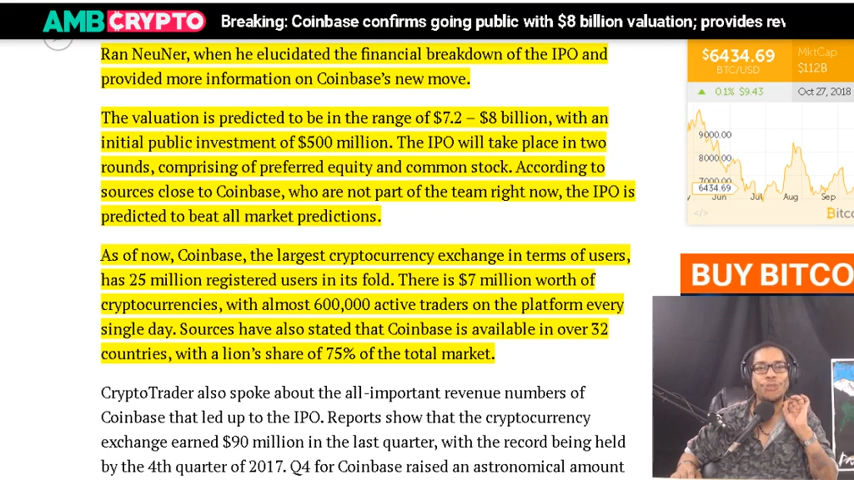 AMBCRYPTO
Breaking: Coinbase confirms going public with $8 billion valuation; provides rev
Ran NeuNer, when he elucidated the financial breakdown of the IPO and
provided more information on Coinbase's new move.
The valuation is predicted to be in the range of $7.2 – $8 billion, with an
initial public investment of $500 million. The IPO will take place in two
rounds, comprising of preferred equity and common stock. According to
sources close to Coinbase, who are not part of the team right now, the IPO is
predicted to beat all market predictions.
As of now, Coinbase, the largest cryptocurrency exchange in terms of users,
has 25 million registered users in its fold. There is $7 million worth of
cryptocurrencies, with almost 600,000 active traders on the platform every
single day. Sources have also stated that Coinbase is available in over 32
countries, with a lion's share of 75% of the total market.
CryptoTrader also spoke about the all-important revenue numbers of
Coinbase that led up to the IPO. Reports show that the cryptocurrency
exchange earned $90 million in the last quarter, with the record being held
by the 4th quarter of 2017. Q4 for Coinbase raised an astronomical amount
$6434.69
BTC/USD
MktCap
$112B
0.1% $9.43
Oct 27, 2018
9000.00
8000.00
7000.00
6434.69
Jun Jul Aug Sep
</>
Bitco
BUY BITCO